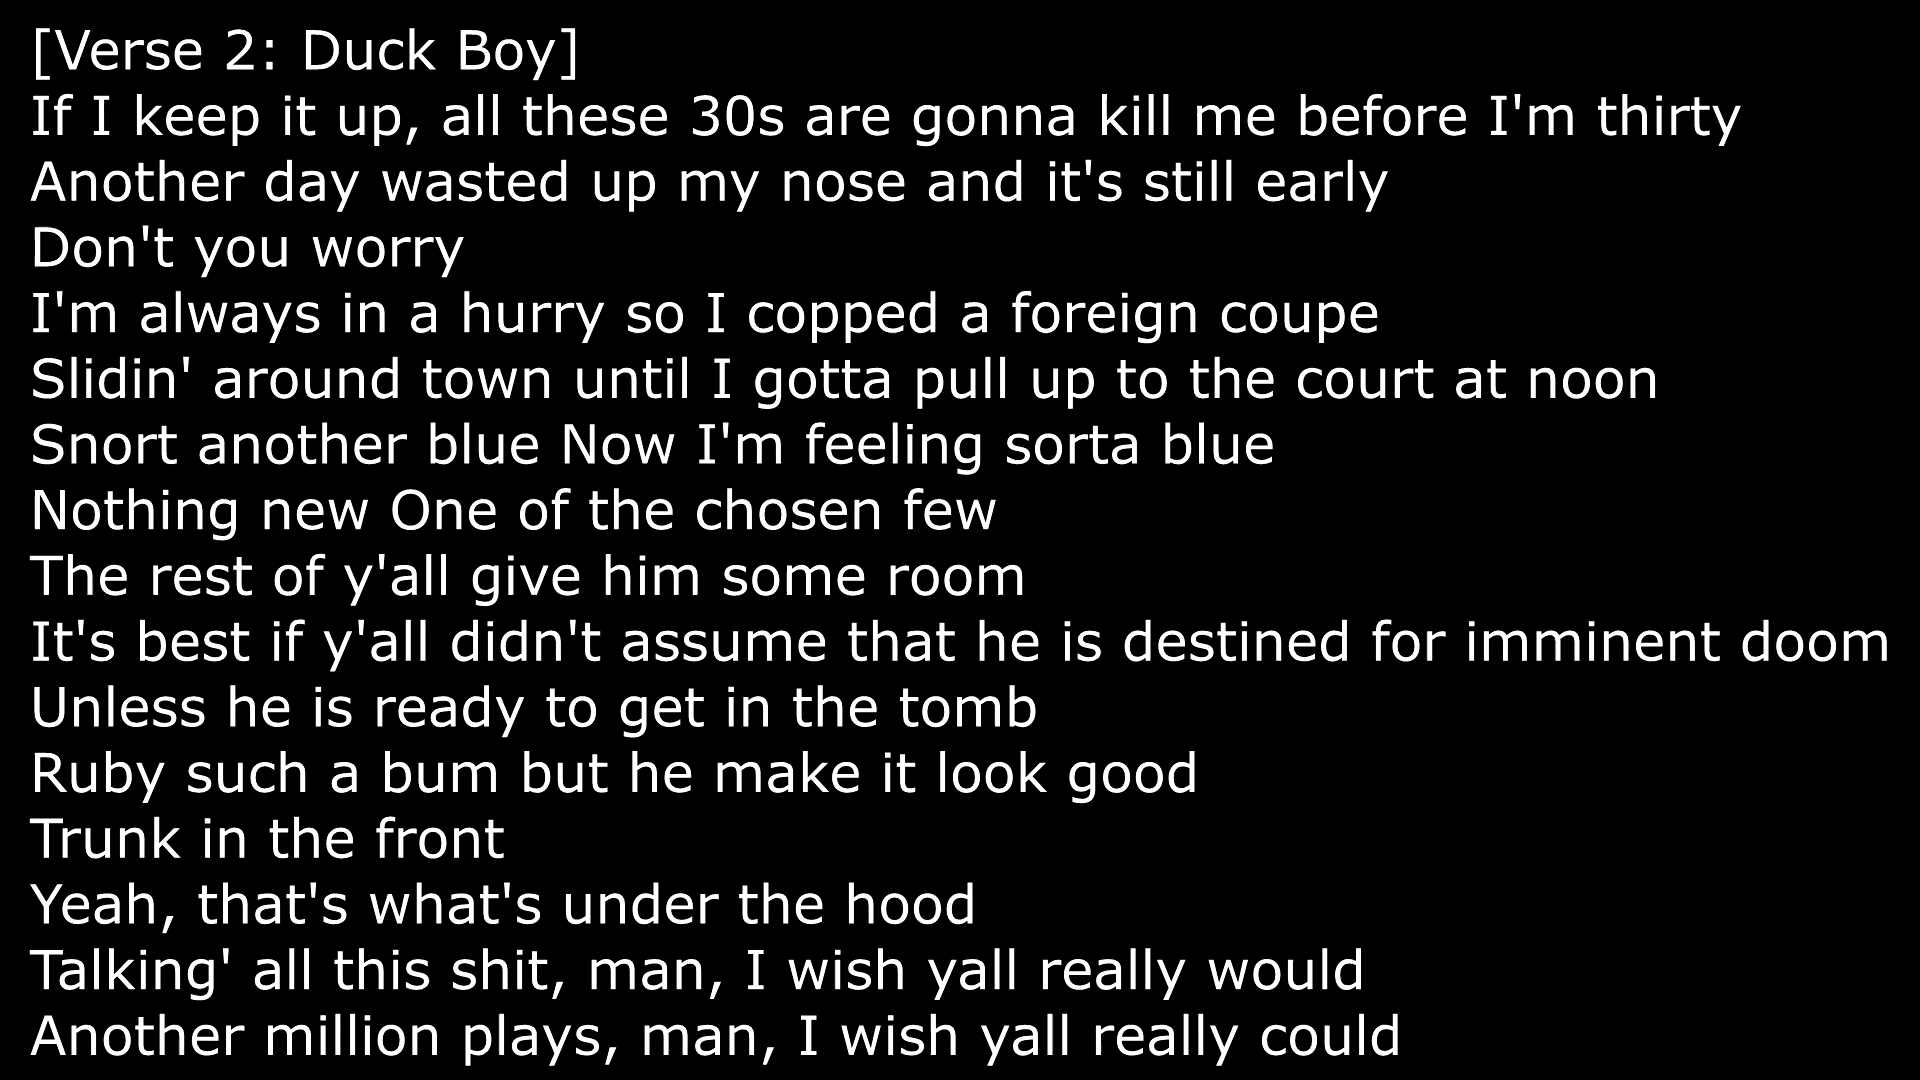 [Verse 2: Duck Boy]
If I keep it up, all these 30s are gonna kill me before I'm thirty
Another day wasted up my nose and it's still early
Don't you worry
I'm always in a hurry so I copped a foreign coupe
Slidin' around town until I gotta pull up to the court at noon
Snort another blue Now I'm feeling sorta blue
Nothing new One of the chosen few
The rest of y'all give him some room
It's best if y'all didn't assume that he is destined for imminent doom
Unless he is ready to get in the tomb
Ruby such a bum but he make it look good
Trunk in the front
Yeah, that's what's under the hood
Talking' all this shit, man, I wish yall really would
Another million plays, man, I wish yall really could